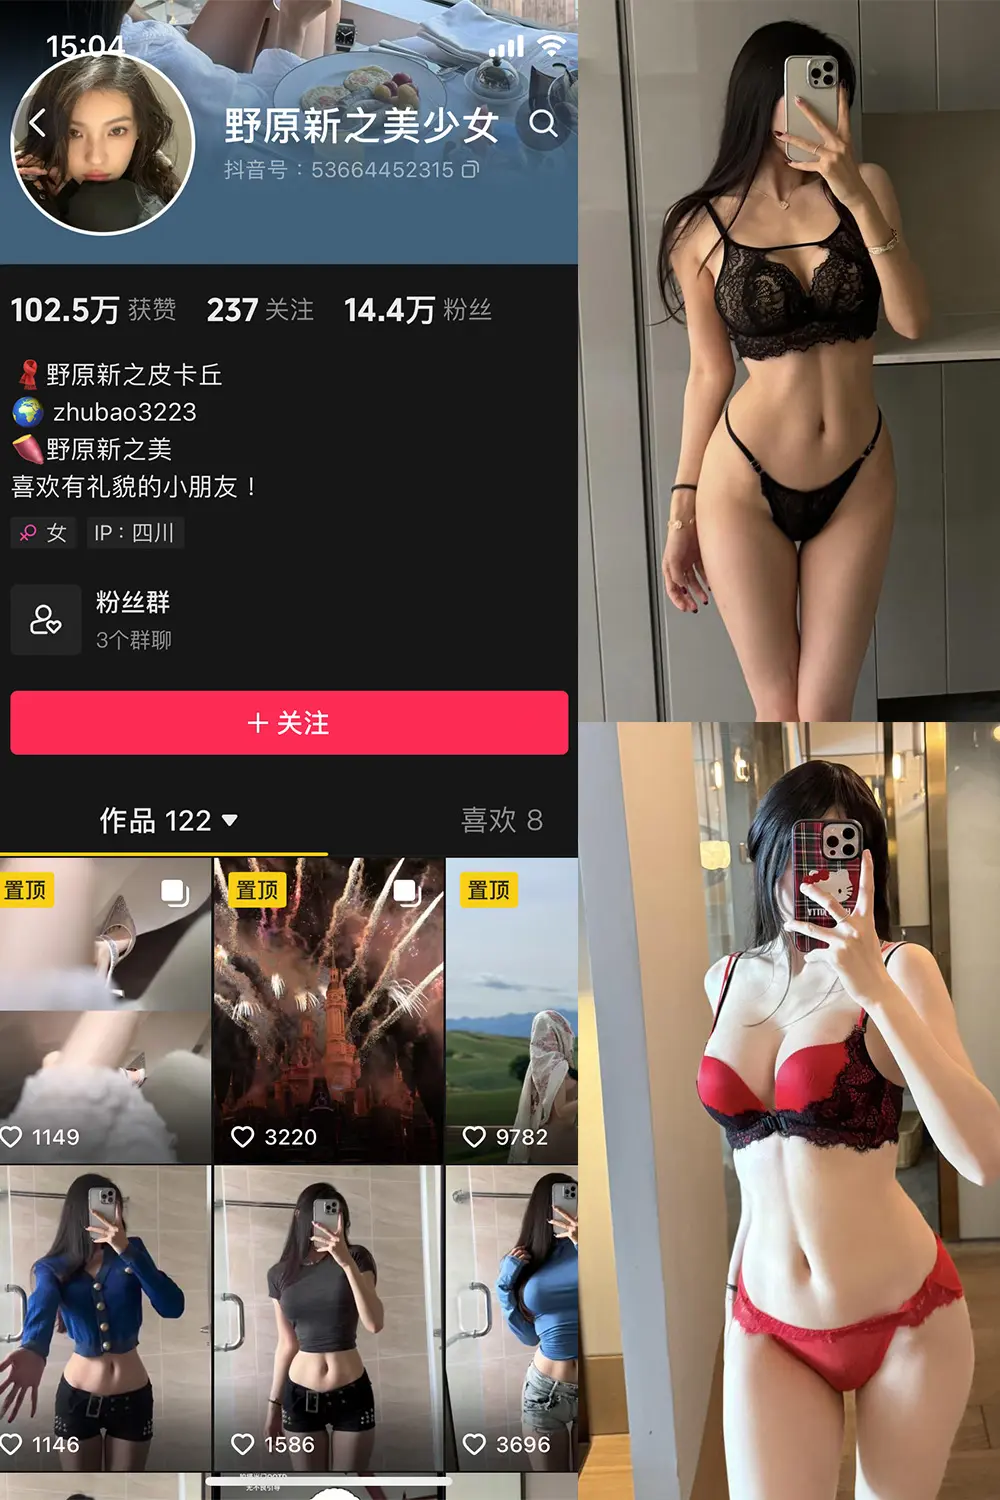 15:04
野原新之美少女
抖音号：53664452315
102.5万 获赞 237 关注 14.4万 粉丝
野原新之皮卡丘
zhubao3223
野原新之美
喜欢有礼貌的小朋友！
女 IP：四川
粉丝群
3个群聊
+ 关注
作品 122 喜欢 8
置顶 置顶 置顶
1149 3220 9782
1146 1586 3696